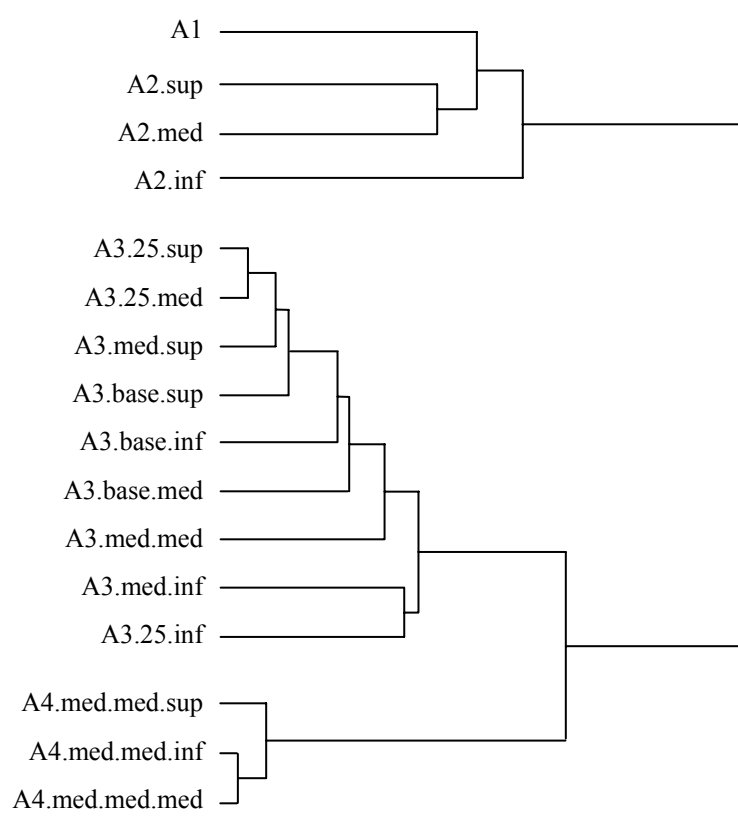 A1
A2.sup
A2.med
A2.inf
A3.25.sup
A3.25.med
A3.med.sup
A3.base.sup
A3.base.inf
A3.base.med
A3.med.med
A3.med.inf
A3.25.inf
A4.med.med.sup
A4.med.med.inf
A4.med.med.med